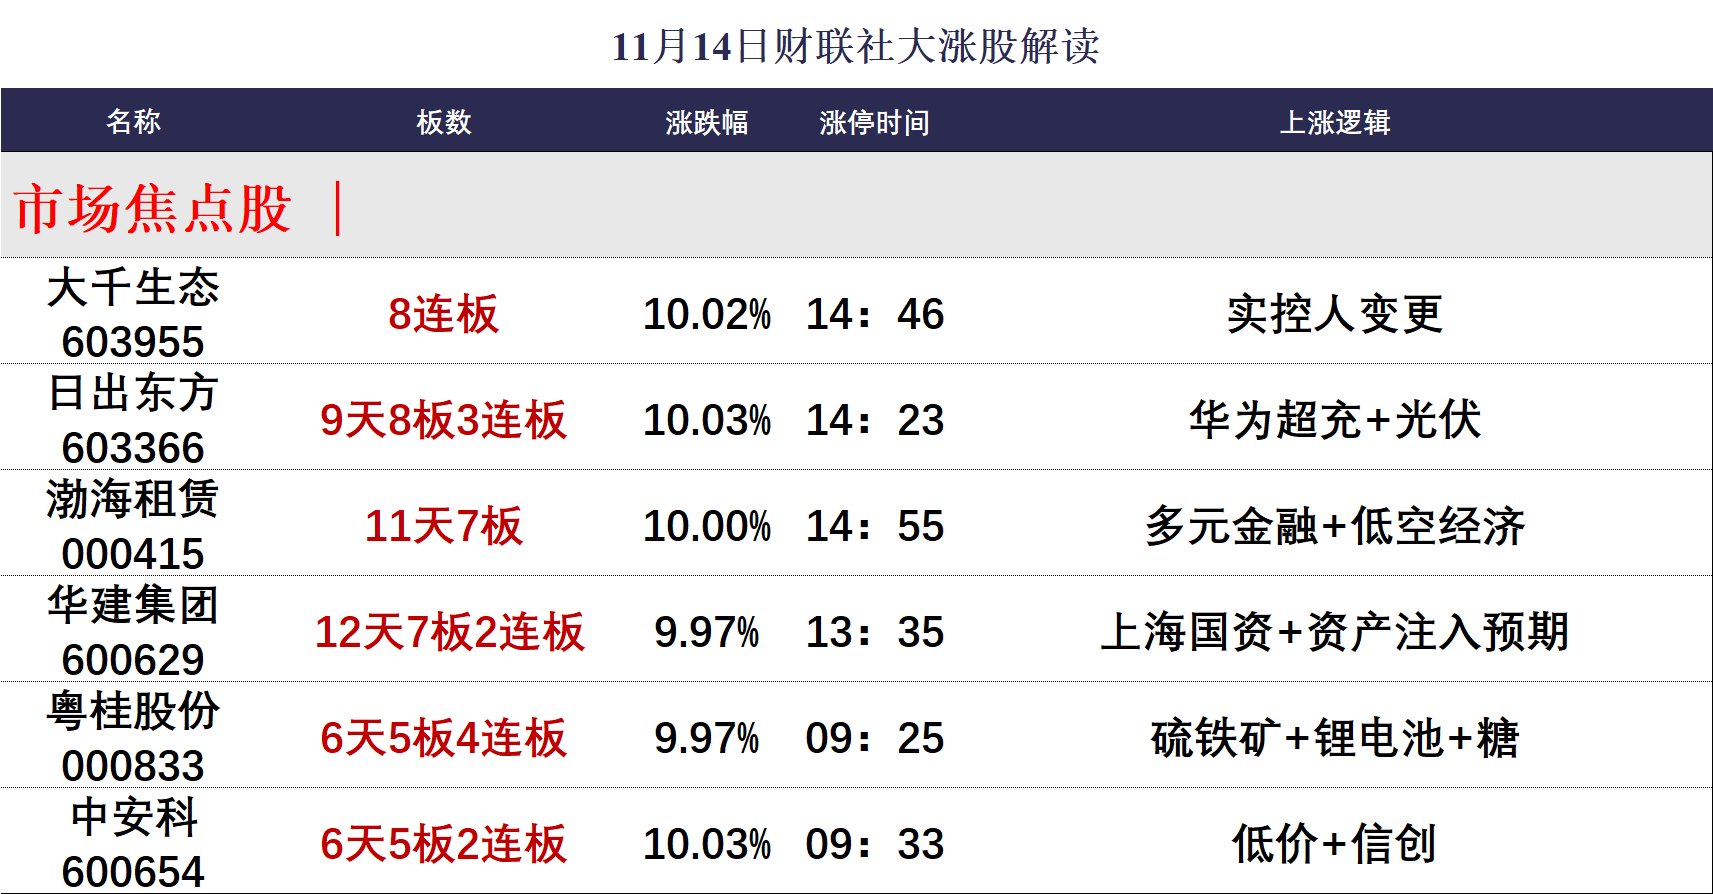 11月14日财联社大涨股解读
名称 板数 涨跌幅 涨停时间 上涨逻辑
市场焦点股 ｜
大千生态
603955 8连板 10.02% 14：46 实控人变更
日出东方
603366 9天8板3连板 10.03% 14：23 华为超充+光伏
渤海租赁
000415 11天7板 10.00% 14：55 多元金融+低空经济
华建集团
600629 12天7板2连板 9.97% 13：35 上海国资+资产注入预期
粤桂股份
000833 6天5板4连板 9.97% 09：25 硫铁矿+锂电池+糖
中安科
600654 6天5板2连板 10.03% 09：33 低价+信创